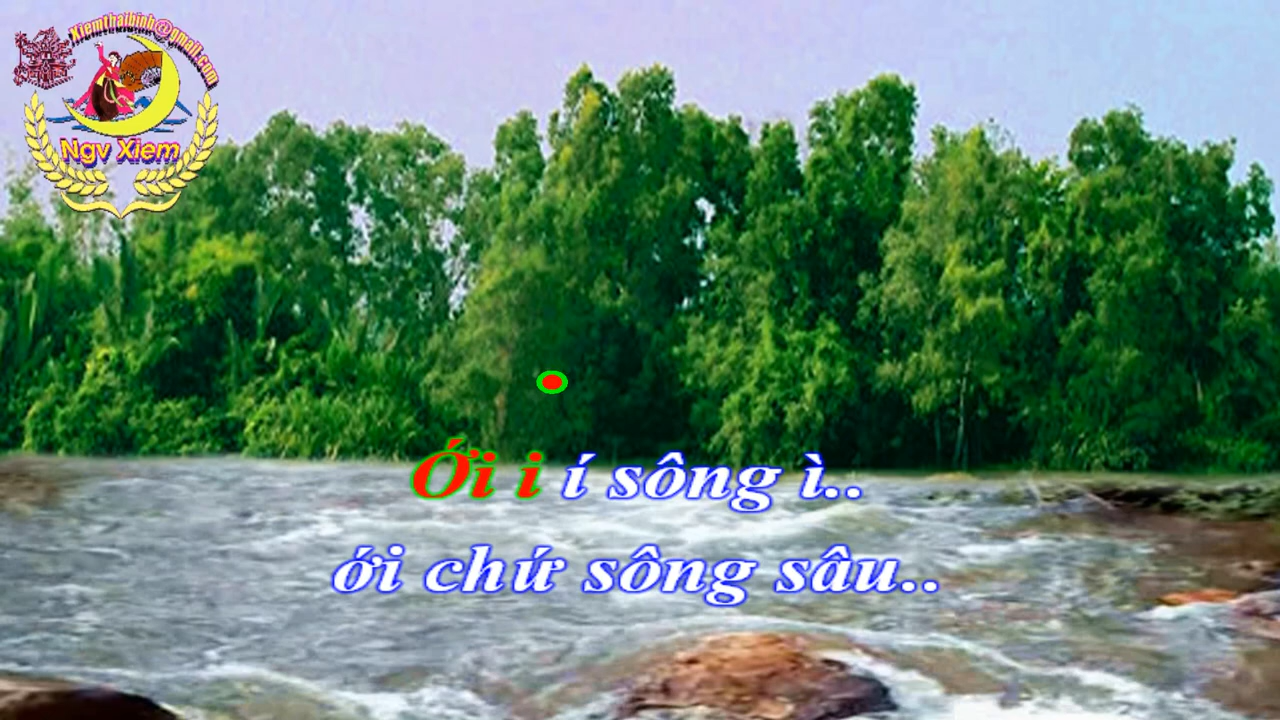 Xiemthaibinh@gmail.com
Ngv Xiem
Ới i í sông ì..
ới chứ sông sâu..